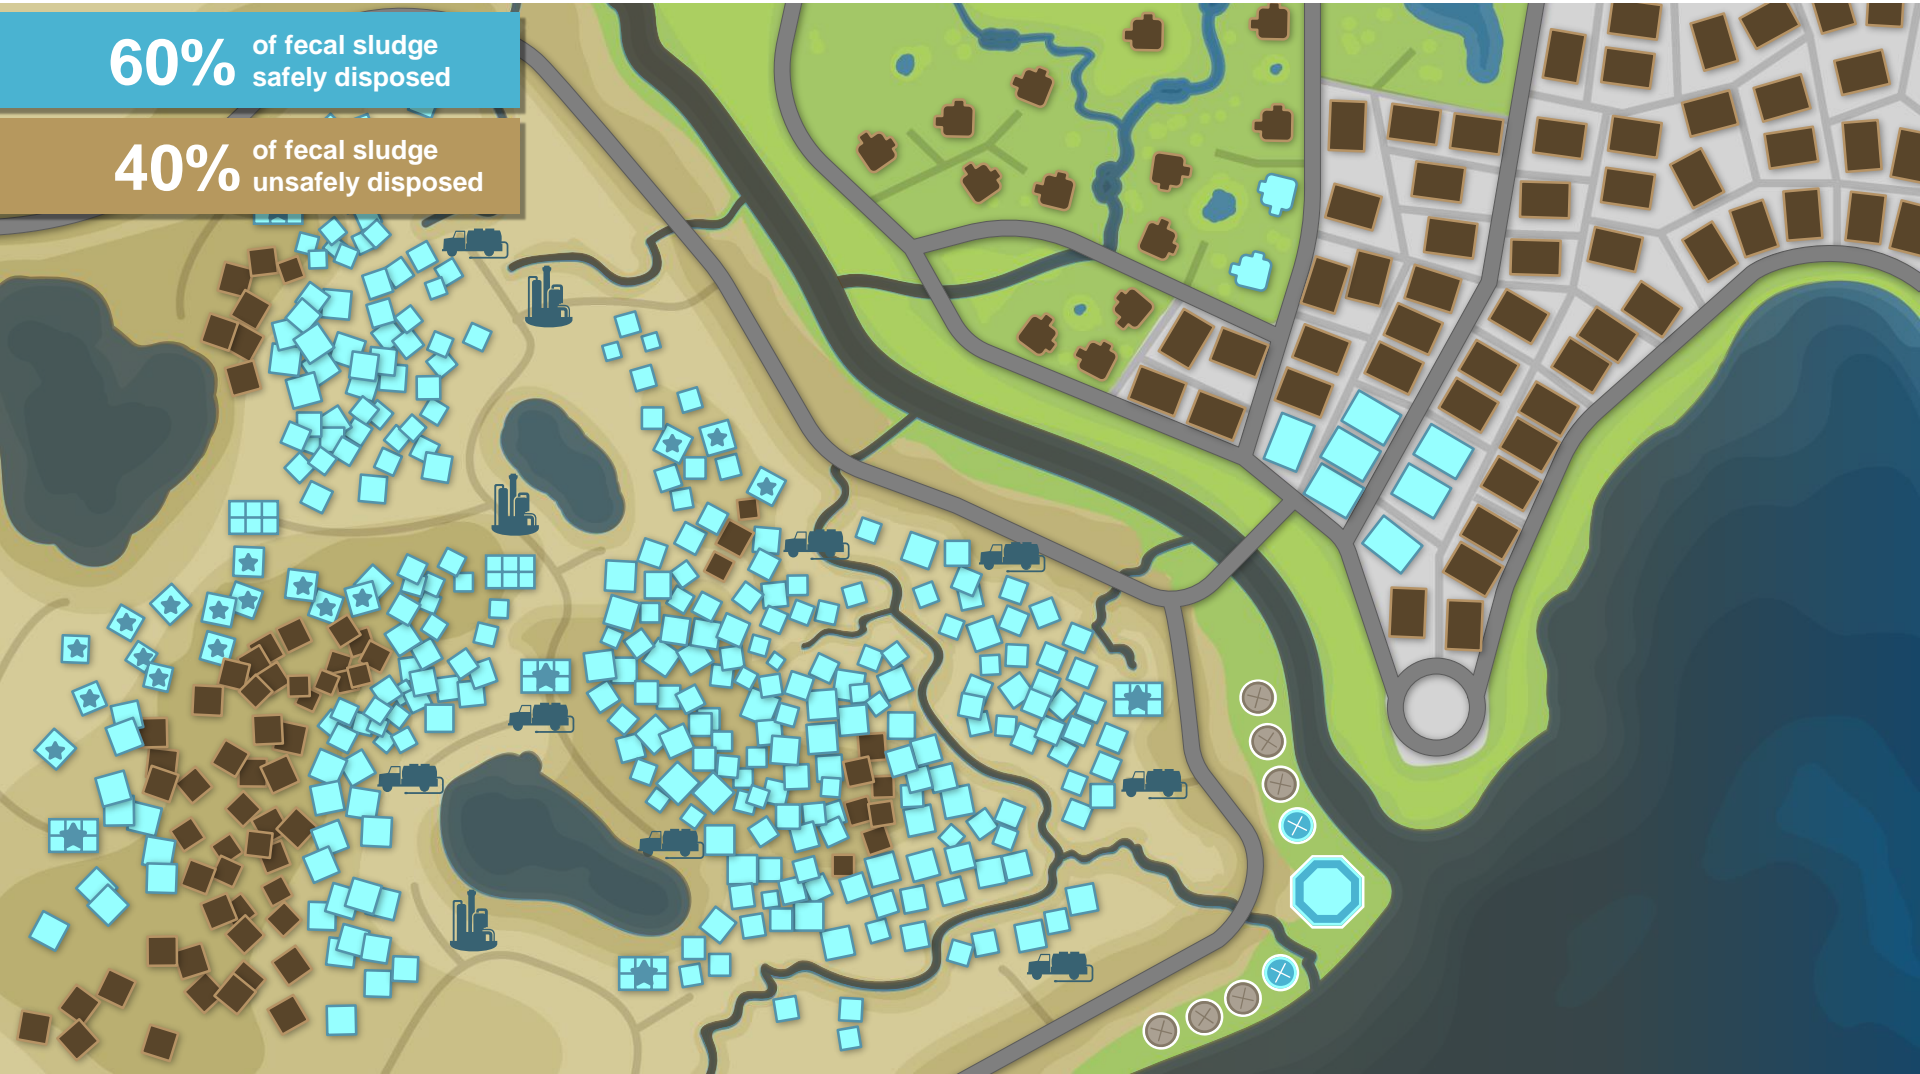 60% of fecal sludge
safely disposed
40% of fecal sludge
unsafely disposed